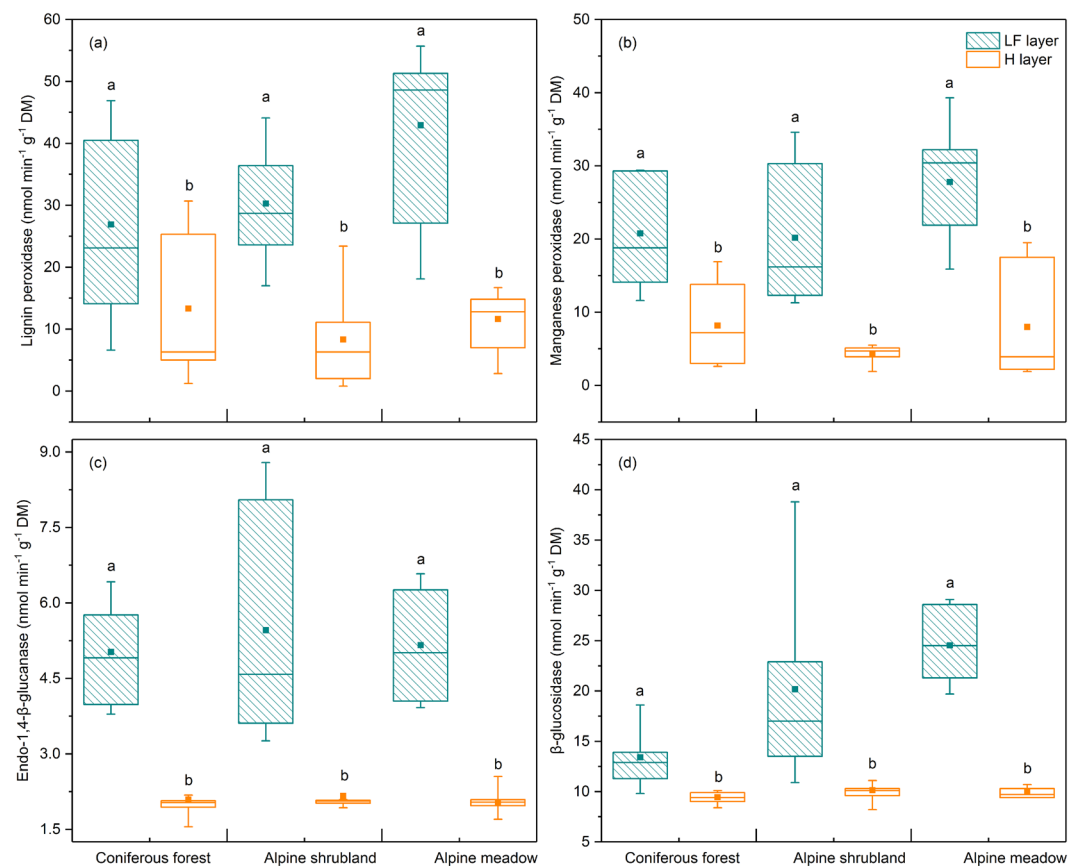 (a)
Lignin peroxidase (nmol min⁻¹ g⁻¹ DM)
60
50
40
30
20
10
0
a
b
a
b
a
b
(b)
LF layer
H layer
Manganese peroxidase (nmol min⁻¹ g⁻¹ DM)
50
40
30
20
10
0
a
b
a
b
a
b
(c)
Endo-1,4-β-glucanase (nmol min⁻¹ g⁻¹ DM)
9.0
7.5
6.0
4.5
3.0
1.5
a
b
a
b
a
b
Coniferous forest
Alpine shrubland
Alpine meadow
(d)
β-glucosidase (nmol min⁻¹ g⁻¹ DM)
45
40
35
30
25
20
15
10
5
a
b
a
b
a
b
Coniferous forest
Alpine shrubland
Alpine meadow